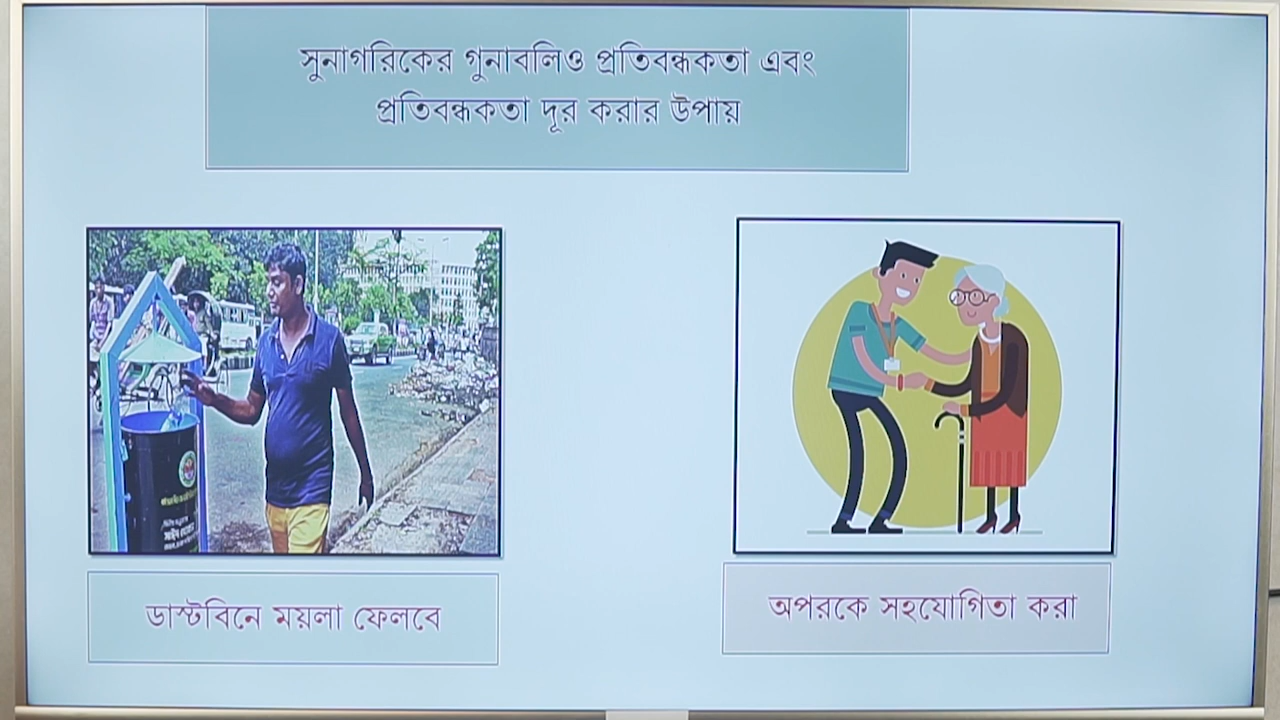 সুনাগরিকের গুনাবলিও প্রতিবন্ধকতা এবং
প্রতিবন্ধকতা দূর করার উপায়
ডাস্টবিনে ময়লা ফেলবে
অপরকে সহযোগিতা করা